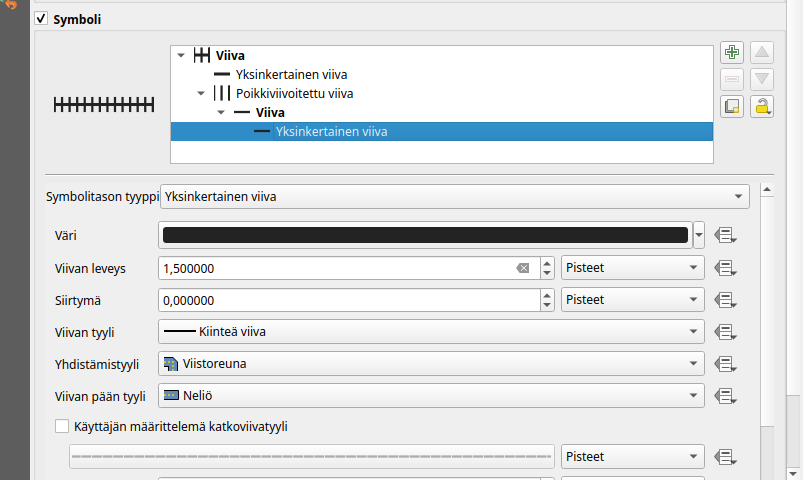 Symboli
Viiva
Yksinkertainen viiva
Poikkiviivoitettu viiva
Viiva
Yksinkertainen viiva
Symbolitason tyyppi Yksinkertainen viiva
Väri
Viivan leveys 1,500000 Pisteet
Siirtymä 0,000000 Pisteet
Viivan tyyli Kiinteä viiva
Yhdistämistyyli Viistoreuna
Viivan pään tyyli Neliö
Käyttäjän määrittelemä katkoviivatyyli
Pisteet